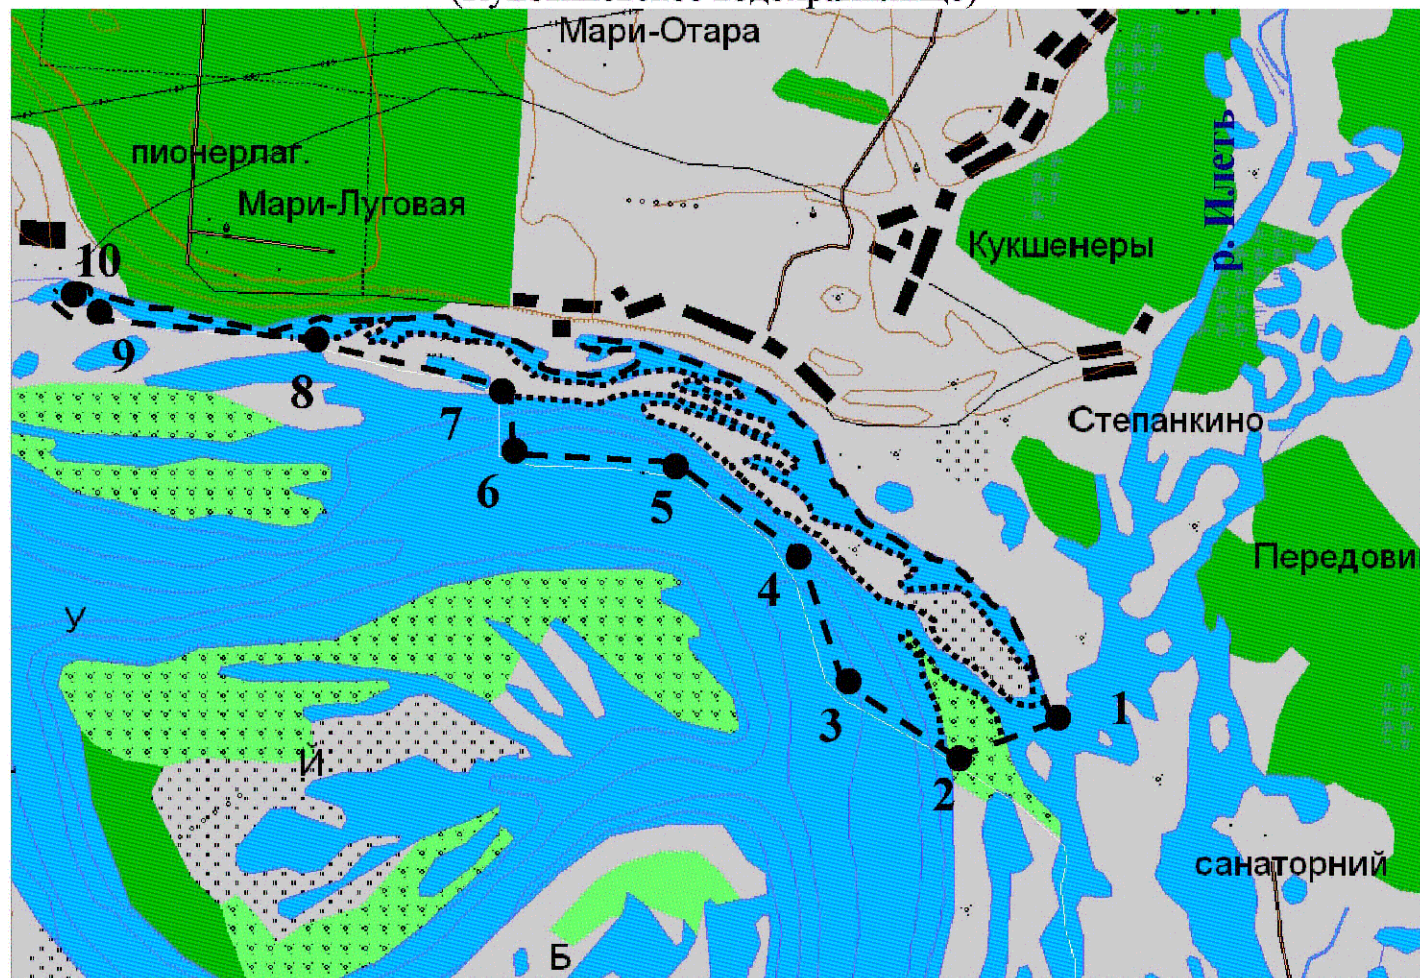 Мари-Отара
пионерлаг.
Мари-Луговая
р. Илеть
Кукшенеры
10
9
8
7
6
5
Степанкино
4
Передови
У
3
1
2
Й
санаторний
Б